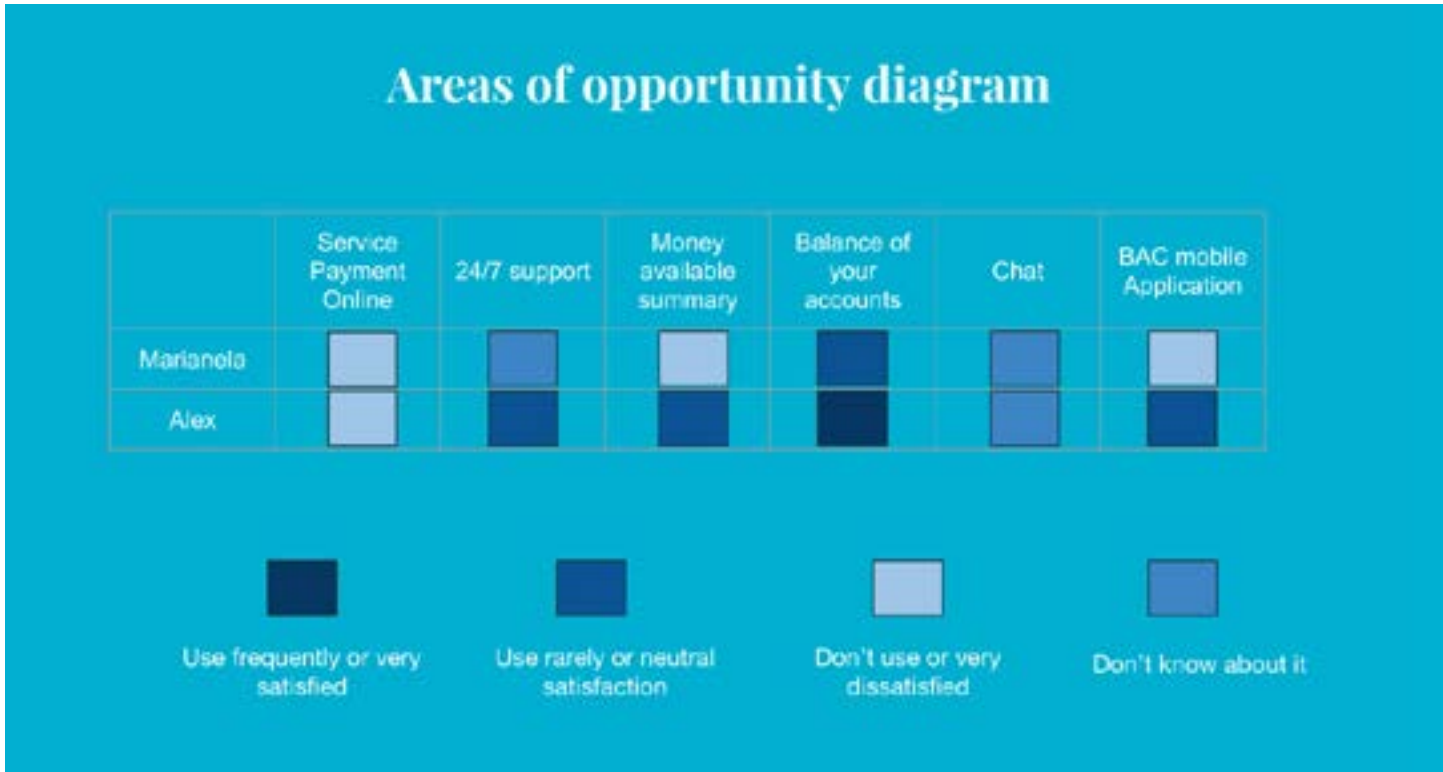 Areas of opportunity diagram
Service
Payment
Online
24/7 support
Money
available
summary
Balance of
your
accounts
Chat
BAC mobile
Application
Marianela
Alex
Use frequently or very
satisfied
Use rarely or neutral
satisfaction
Don't use or very
dissatisfied
Don't know about it